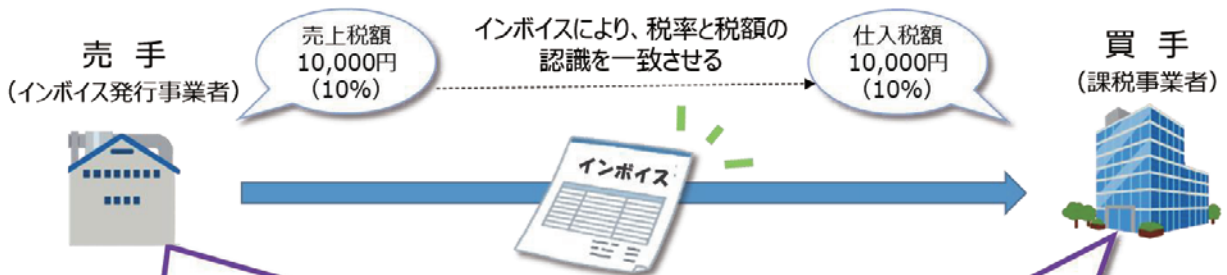 売 手
(インボイス発行事業者)
売上税額
10,000円
(10%)
インボイスにより、税率と税額の
認識を一致させる
仕入税額
10,000円
(10%)
買 手
(課税事業者)
インボイス